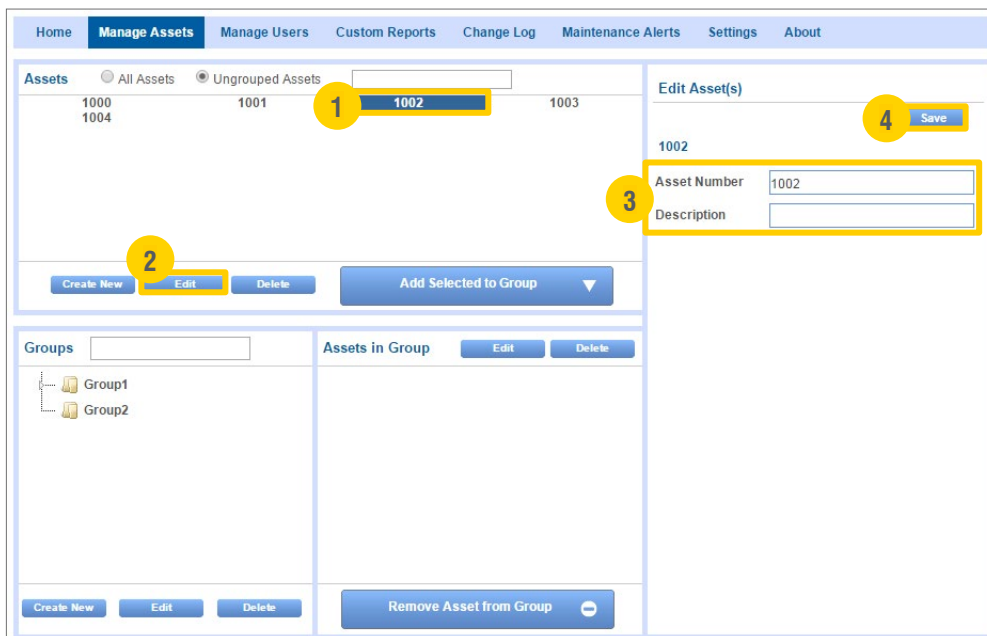 Home Manage Assets Manage Users Custom Reports Change Log Maintenance Alerts Settings About
Assets All Assets Ungrouped Assets
1000 1001 1 1002 1003
1004
2
Create New Edit Delete Add Selected to Group
Edit Asset(s)
4 Save
1002
3
Asset Number 1002
Description
Groups
Group1
Group2
Create New Edit Delete
Assets in Group Edit Delete
Remove Asset from Group